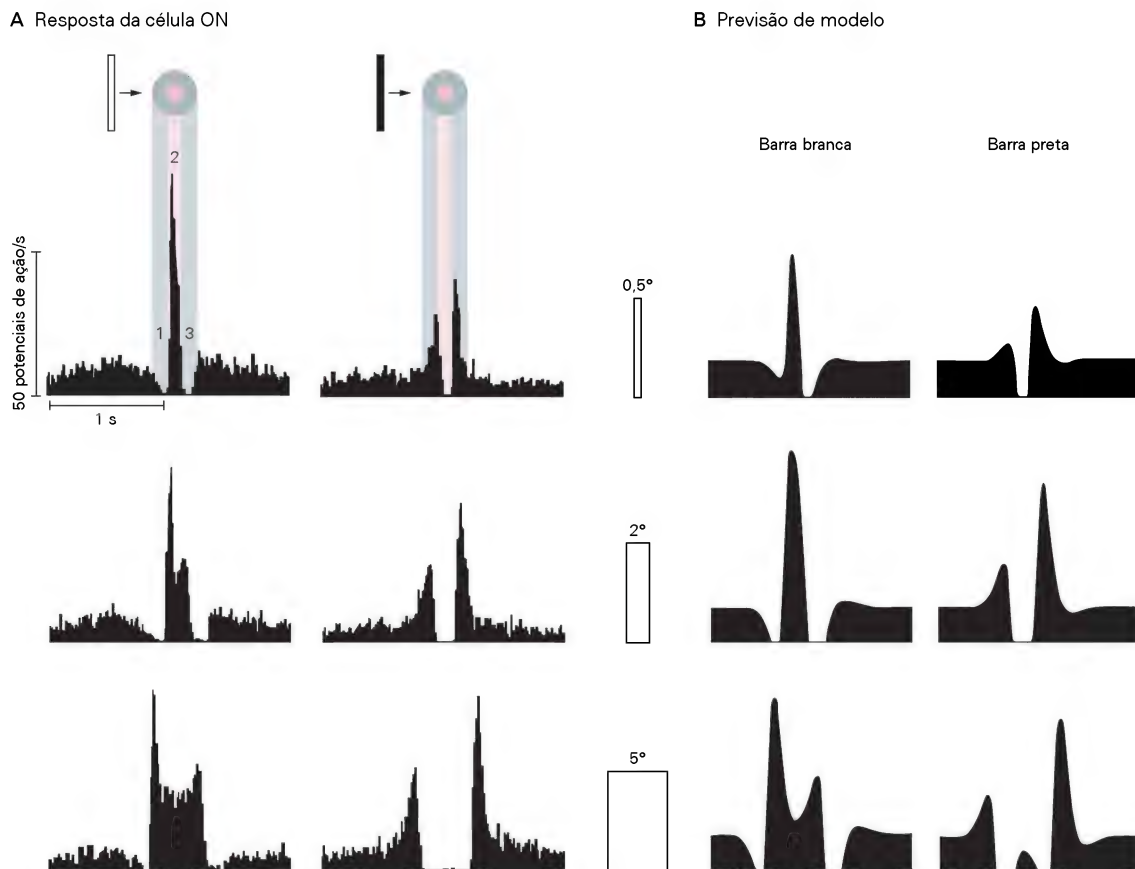 A Resposta da célula ON
B Previsão de modelo
Barra branca
Barra preta
2
50 potenciais de ação/s
1
3
1 s
0,5°
2°
5°